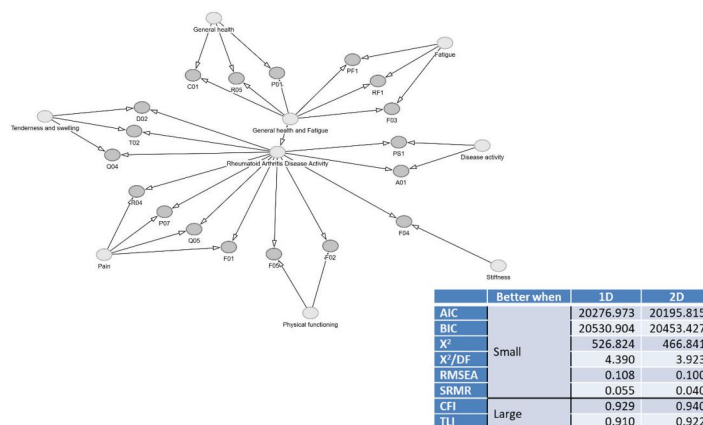 General health
Fatigue
C01
R05
P01
PF1
RF1
F03
D02
T02
Q04
Tenderness and swelling
General health and Fatigue
Rheumatoid Arthritis Disease Activity
PS1
A01
Disease activity
R04
P07
Q05
F01
F05
F02
F04
Pain
Stiffness
Physical functioning
Better when 1D 2D
AIC 20276.973 20195.815
BIC 20530.904 20453.427
X² 526.824 466.841
Small
X²/DF 4.390 3.923
RMSEA 0.108 0.100
SRMR 0.055 0.040
CFI 0.929 0.940
Large
TLI 0.910 0.922